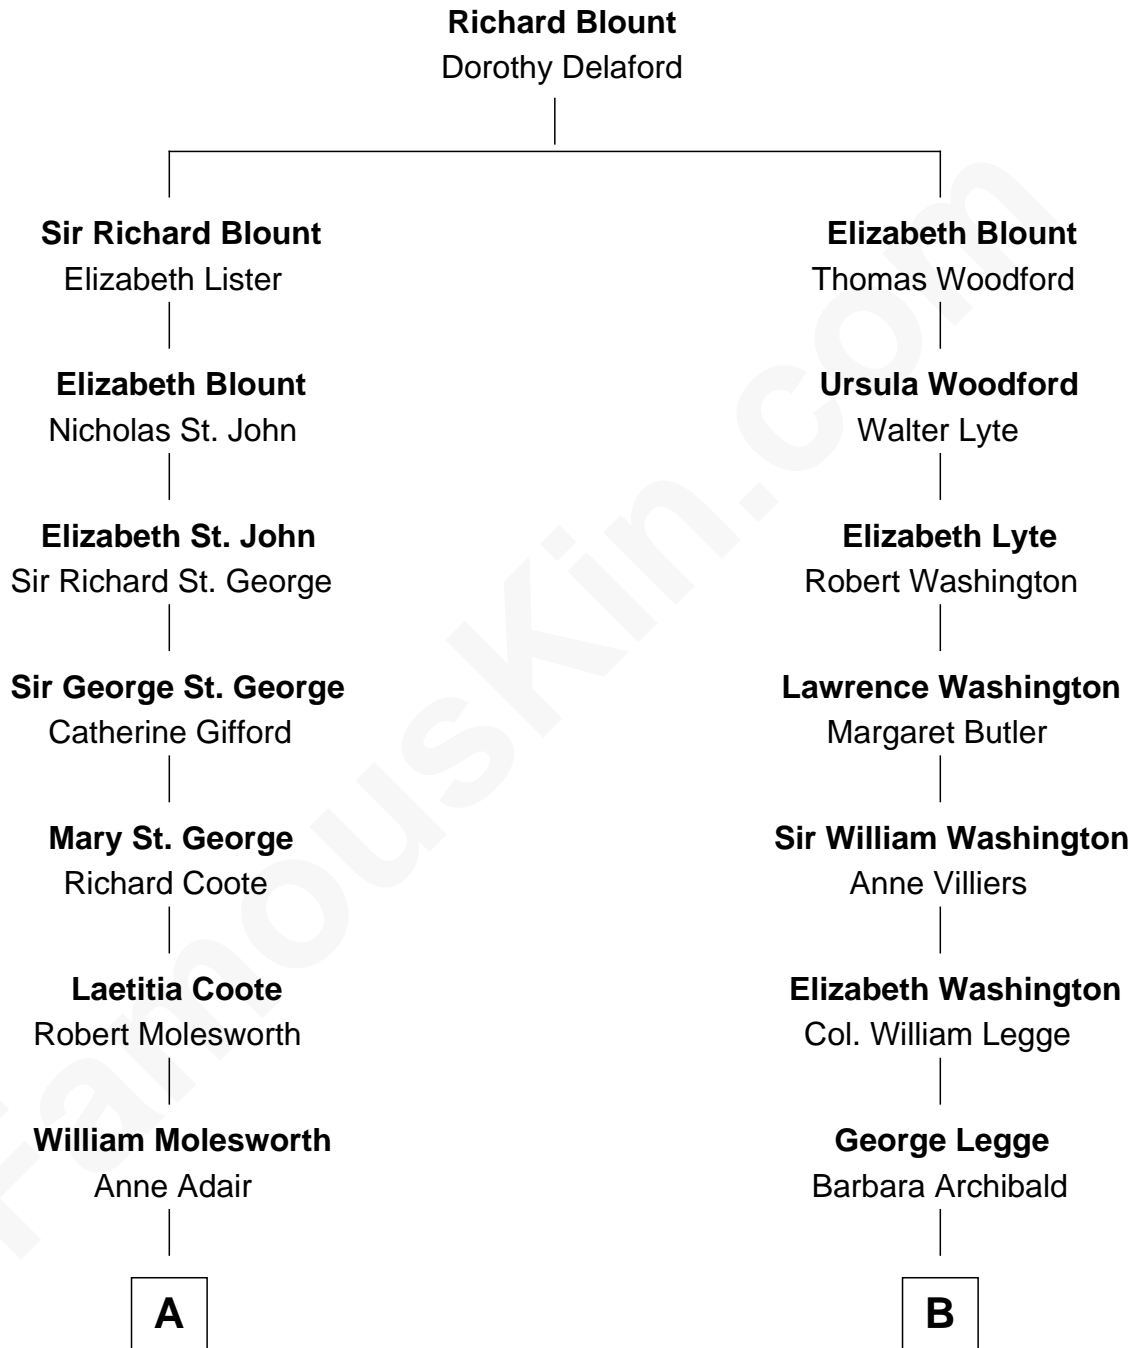 Richard Blount
Dorothy Delaford
Sir Richard Blount
Elizabeth Lister
Elizabeth Blount
Nicholas St. John
Elizabeth St. John
Sir Richard St. George
Sir George St. George
Catherine Gifford
Mary St. George
Richard Coote
Laetitia Coote
Robert Molesworth
William Molesworth
Anne Adair
A
Elizabeth Blount
Thomas Woodford
Ursula Woodford
Walter Lyte
Elizabeth Lyte
Robert Washington
Lawrence Washington
Margaret Butler
Sir William Washington
Anne Villiers
Elizabeth Washington
Col. William Legge
George Legge
Barbara Archibald
B
FamousKin.com